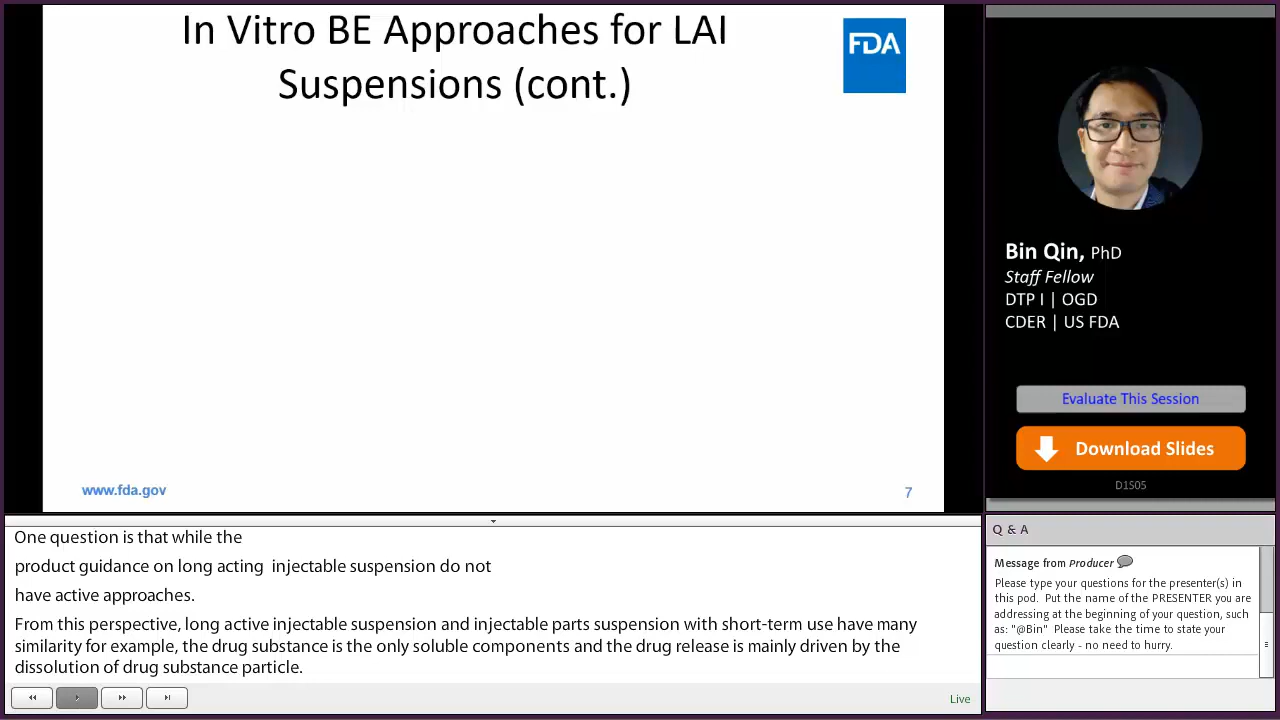 In Vitro BE Approaches for LAI
Suspensions (cont.)
FDA
www.fda.gov
7
Bin Qin, PhD
Staff Fellow
DTP I | OGD
CDER | US FDA
Evaluate This Session
Download Slides
D1S05
One question is that while the
product guidance on long acting  injectable suspension do not
have active approaches.
From this perspective, long active injectable suspension and injectable parts suspension with short-term use have many
similarity for example, the drug substance is the only soluble components and the drug release is mainly driven by the
dissolution of drug substance particle.
Live
Q & A
Message from Producer
Please type your questions for the presenter(s) in
this pod.  Put the name of the PRESENTER you are
addressing at the beginning of your question, such
as: "@Bin"  Please take the time to state your
question clearly - no need to hurry.